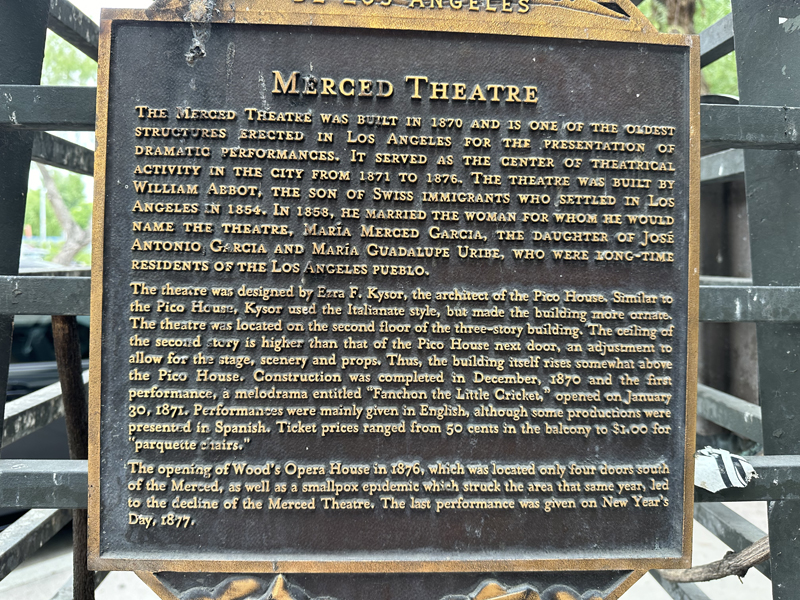 DE LOS ANGELES
MERCED THEATRE
THE MERCED THEATRE WAS BUILT IN 1870 AND IS ONE OF THE OLDEST
STRUCTURES ERECTED IN LOS ANGELES FOR THE PRESENTATION OF
DRAMATIC PERFORMANCES. IT SERVED AS THE CENTER OF THEATRICAL
ACTIVITY IN THE CITY FROM 1871 TO 1876. THE THEATRE WAS BUILT BY
WILLIAM ABBOT, THE SON OF SWISS IMMIGRANTS WHO SETTLED IN LOS
ANGELES IN 1854. IN 1858, HE MARRIED THE WOMAN FOR WHOM HE WOULD
NAME THE THEATRE, MARÍA MERCED GARCIA, THE DAUGHTER OF JOSÉ
ANTONIO GARCIA AND MARÍA GUADALUPE URIBE, WHO WERE LONG-TIME
RESIDENTS OF THE LOS ANGELES PUEBLO.
The theatre was designed by Ezra F. Kysor, the architect of the Pico House. Similar to
the Pico House, Kysor used the Italianate style, but made the building more ornate.
The theatre was located on the second floor of the three-story building. The ceiling of
the second story is higher than that of the Pico House next door, an adjustment to
allow for the stage, scenery and props. Thus, the building itself rises somewhat above
the Pico House. Construction was completed in December, 1870 and the first
performance, a melodrama entitled "Fanchon the Little Cricket," opened on January
30, 1871. Performances were mainly given in English, although some productions were
presented in Spanish. Ticket prices ranged from 50 cents in the balcony to $1.00 for
"parquette chairs."
The opening of Wood's Opera House in 1876, which was located only four doors south
of the Merced, as well as a smallpox epidemic which struck the area that same year, led
to the decline of the Merced Theatre. The last performance was given on New Year's
Day, 1877.